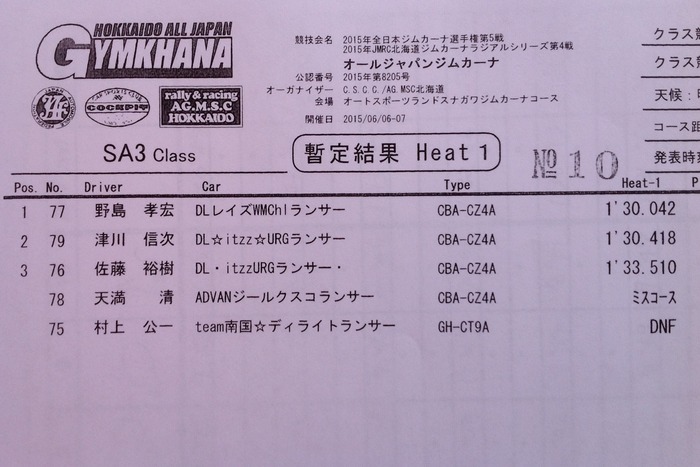 HOKKAIDO ALL JAPAN
GYMKHANA
競技会名 2015年全日本ジムカーナ選手権第5戦
2015年JMRC北海道ジムカーナラジアルシリーズ第4戦
オールジャパンジムカーナ
公認番号 2015年第8205号
オーガナイザー C.S.C.C./AG.MSC北海道
会場 オートスポーツランドスナガワジムカーナコース
開催日 2015/06/06-07
クラス
クラス
天候:
コース距
発表時
CAR SPORTS CLUB
COCKPIT
rally & racing
AG.M.S.C
HOKKAIDO
SA3 Class
暫定結果 Heat 1
No 10
Pos. No. Driver Car Type Heat-1 P
1 77 野島 孝宏 DLレイズWMChlランサー CBA-CZ4A 1'30.042
2 79 津川 信次 DL☆itzz☆URGランサー CBA-CZ4A 1'30.418
3 76 佐藤 裕樹 DL・itzzURGランサー・ CBA-CZ4A 1'33.510
78 天満 清 ADVANジールクスコランサー CBA-CZ4A ミスコース
75 村上 公一 team南国☆ディライトランサー GH-CT9A DNF